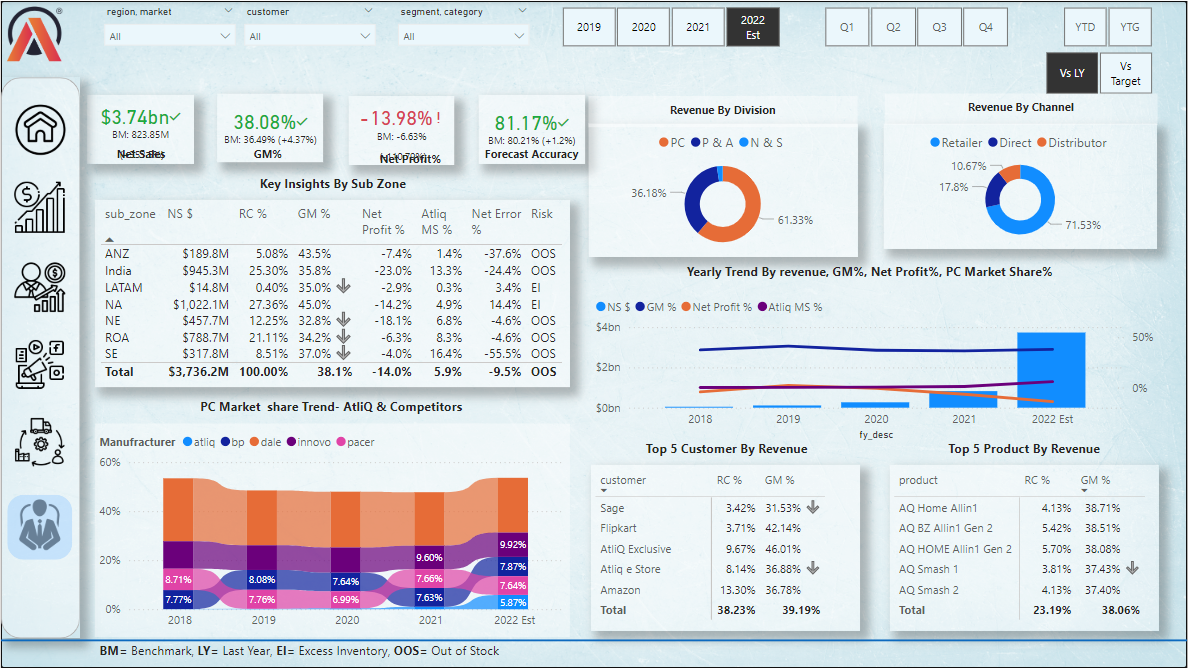 region, market
customer
segment, category
All
All
All
2019
2020
2021
2022 Est
Q1
Q2
Q3
Q4
YTD
YTG
Vs LY
Vs Target
$3.74bn
BM: 823.85M
Net Sales
38.08%
BM: 36.49% (+4.37%)
GM%
-13.98% !
BM: -6.63%
Net Profit%
81.17%
BM: 80.21% (+1.2%)
Forecast Accuracy
Key Insights By Sub Zone
sub_zone NS $ RC % GM % Net Profit % Atliq MS % Net Error % Risk
ANZ $189.8M 5.08% 43.5% -7.4% 1.4% -37.6% OOS
India $945.3M 25.30% 35.8% -23.0% 13.3% -24.4% OOS
LATAM $14.8M 0.40% 35.0% -2.9% 0.3% 3.4% EI
NA $1,022.1M 27.36% 45.0% -14.2% 4.9% 14.4% EI
NE $457.7M 12.25% 32.8% -18.1% 6.8% -4.6% OOS
ROA $788.7M 21.11% 34.2% -6.3% 8.3% -4.6% OOS
SE $317.8M 8.51% 37.0% -4.0% 16.4% -55.5% OOS
Total $3,736.2M 100.00% 38.1% -14.0% 5.9% -9.5% OOS
Revenue By Division
PC P & A N & S
36.18%
61.33%
Revenue By Channel
Retailer Direct Distributor
10.67%
17.8%
71.53%
Yearly Trend By revenue, GM%, Net Profit%, PC Market Share%
NS $ GM % Net Profit % Atliq MS %
$4bn
$2bn
$0bn
50%
0%
2018 2019 2020 2021 2022 Est
fy_desc
PC Market share Trend- AtliQ & Competitors
Manufracturer atliq bp dale innovo pacer
60%
40%
20%
0%
8.71%
7.77%
8.08%
7.76%
7.64%
6.99%
9.60%
7.66%
7.63%
9.92%
7.87%
7.64%
5.87%
2018 2019 2020 2021 2022 Est
Top 5 Customer By Revenue
customer RC % GM %
Sage 3.42% 31.53%
Flipkart 3.71% 42.14%
AtliQ Exclusive 9.67% 46.01%
Atliq e Store 8.14% 36.88%
Amazon 13.30% 36.78%
Total 38.23% 39.19%
Top 5 Product By Revenue
product RC % GM %
AQ Home Allin1 4.13% 38.71%
AQ BZ Allin1 Gen 2 5.42% 38.51%
AQ HOME Allin1 Gen 2 5.70% 38.08%
AQ Smash 1 3.81% 37.43%
AQ Smash 2 4.13% 37.40%
Total 23.19% 38.06%
BM= Benchmark, LY= Last Year, EI= Excess Inventory, OOS= Out of Stock